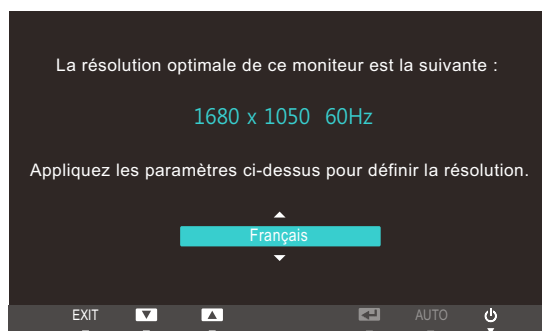 La résolution optimale de ce moniteur est la suivante :
1680 x 1050 60Hz
Appliquez les paramètres ci-dessus pour définir la résolution.
Français
EXIT AUTO